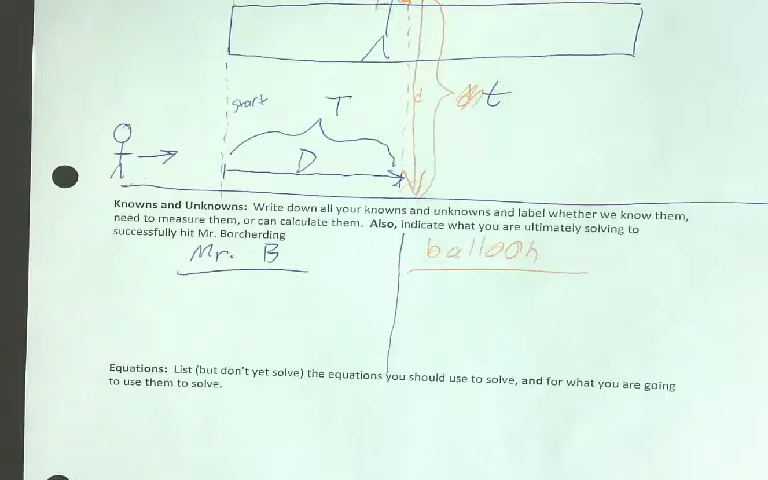 start T
d
t
D
Knowns and Unknowns: Write down all your knowns and unknowns and label whether we know them,
need to measure them, or can calculate them. Also, indicate what you are ultimately solving to
successfully hit Mr. Borcherding
Mr. B balloon
Equations: List (but don't yet solve) the equations you should use to solve, and for what you are going
to use them to solve.